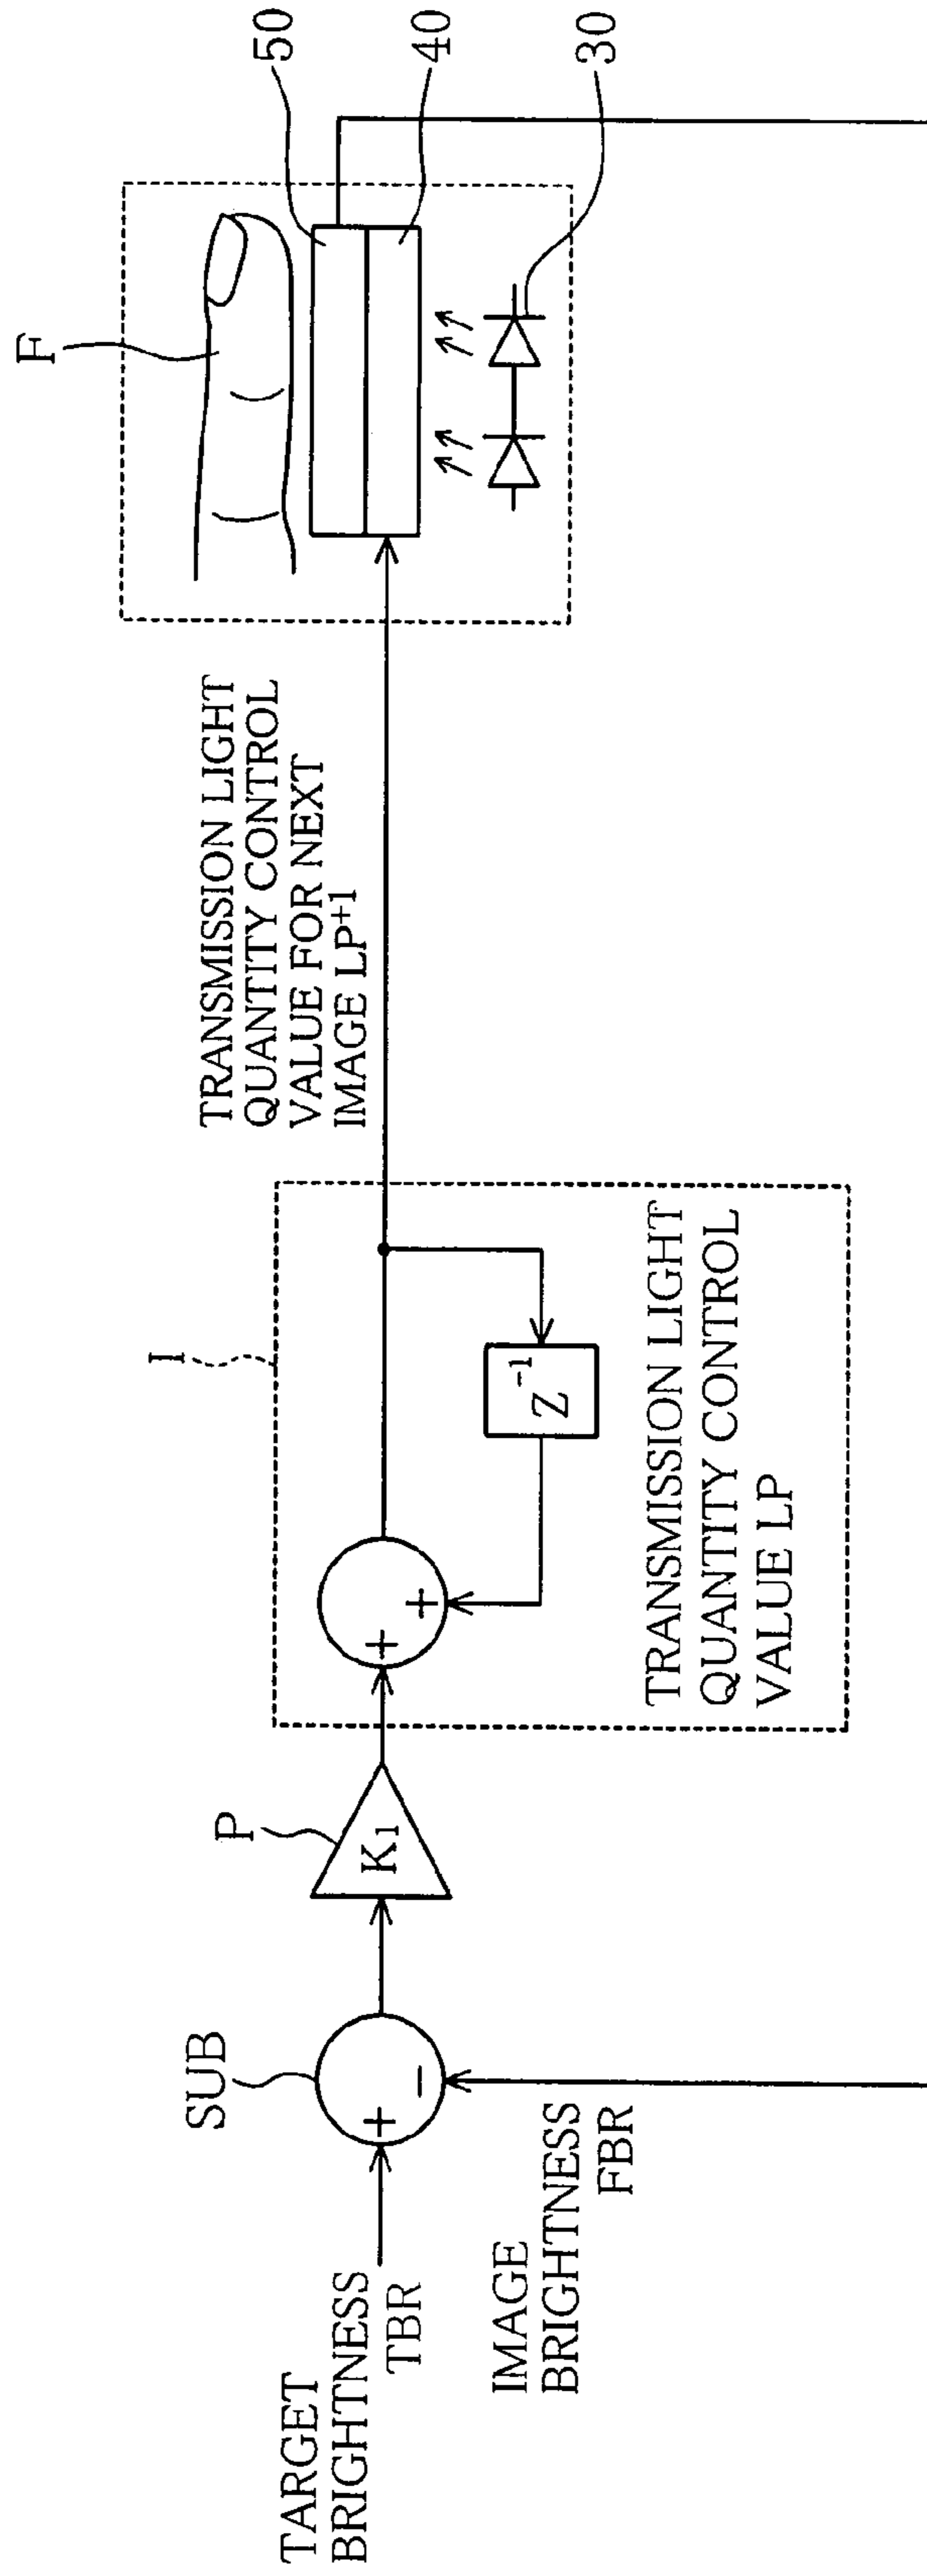 TARGET
BRIGHTNESS
TBR
IMAGE
BRIGHTNESS
FBR
SUB
+
−
P
K1
I
+
+
Z⁻¹
TRANSMISSION LIGHT
QUANTITY CONTROL
VALUE LP
TRANSMISSION LIGHT
QUANTITY CONTROL
VALUE FOR NEXT
IMAGE LP+1
F
50
40
30